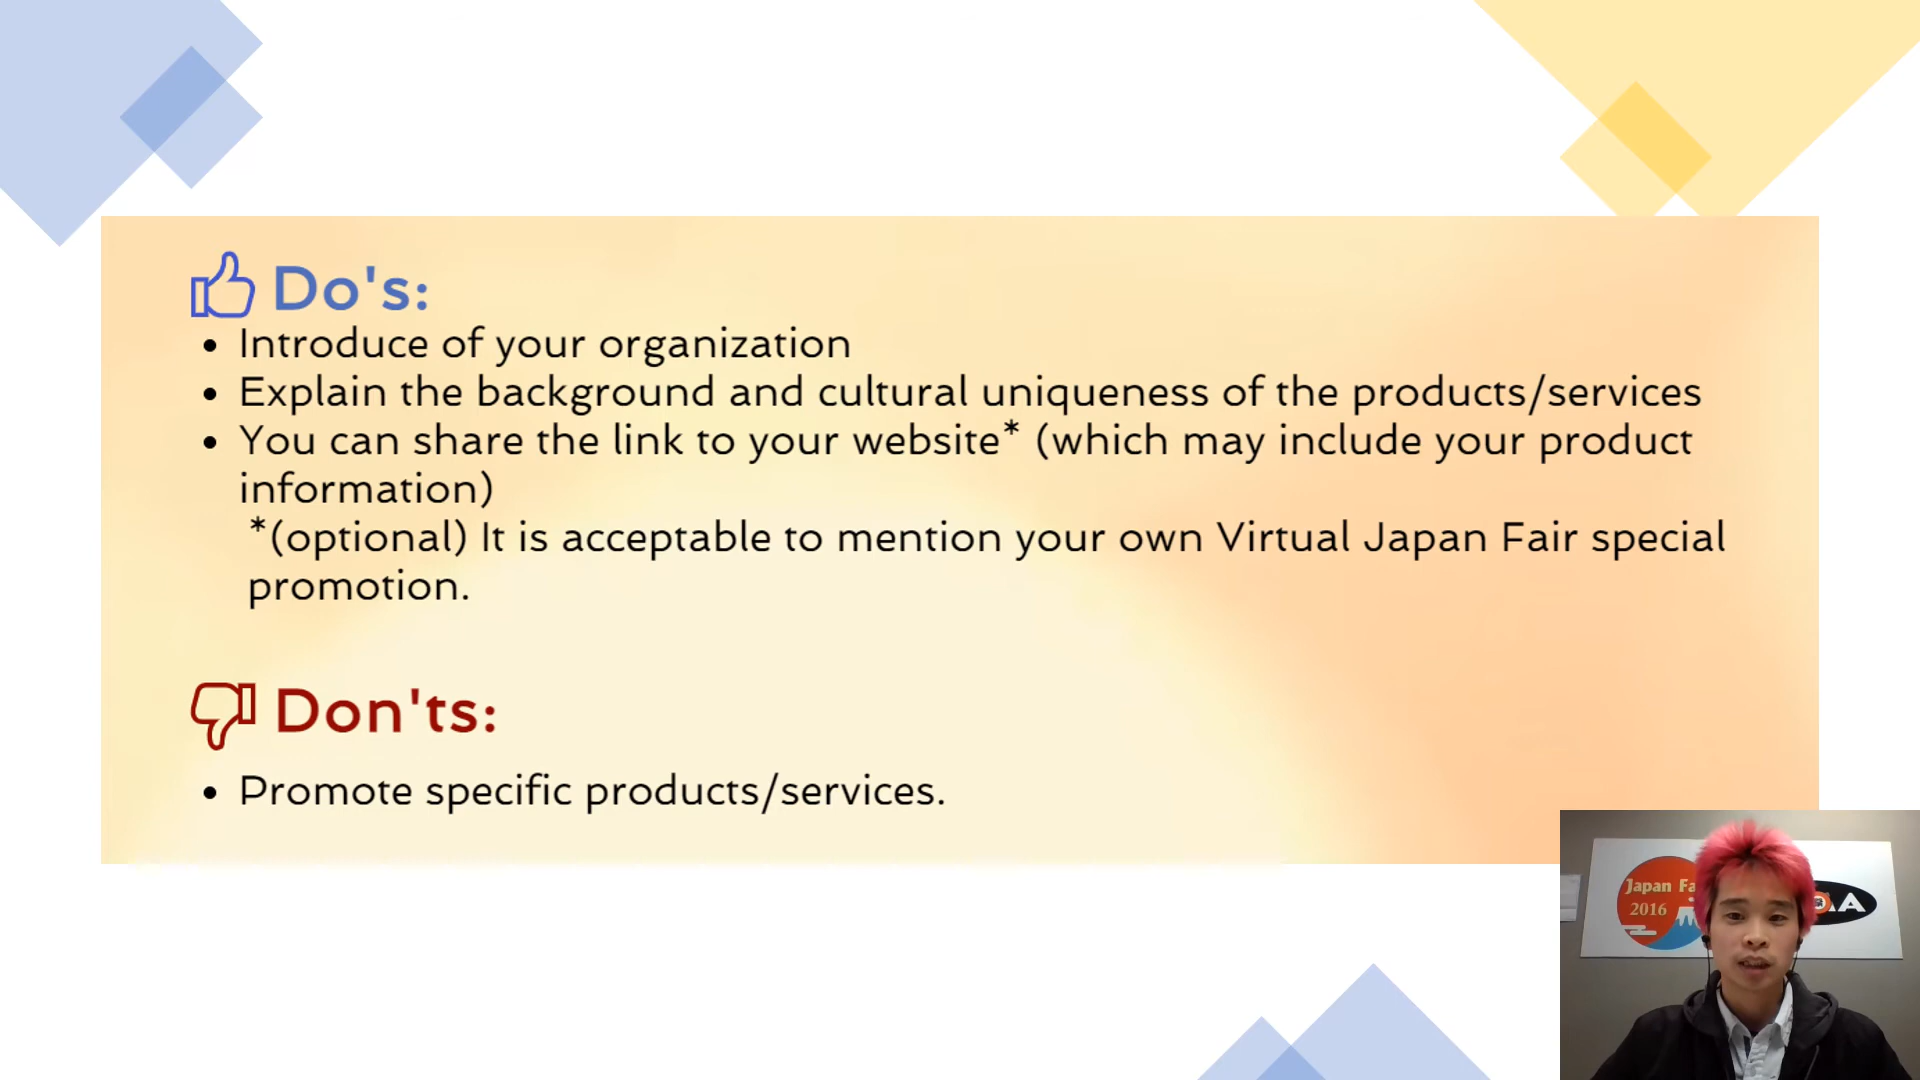 Do's:
• Introduce of your organization
• Explain the background and cultural uniqueness of the products/services
• You can share the link to your website* (which may include your product
information)
*(optional) It is acceptable to mention your own Virtual Japan Fair special
promotion.
Don'ts:
• Promote specific products/services.
Japan Fa
2016
A